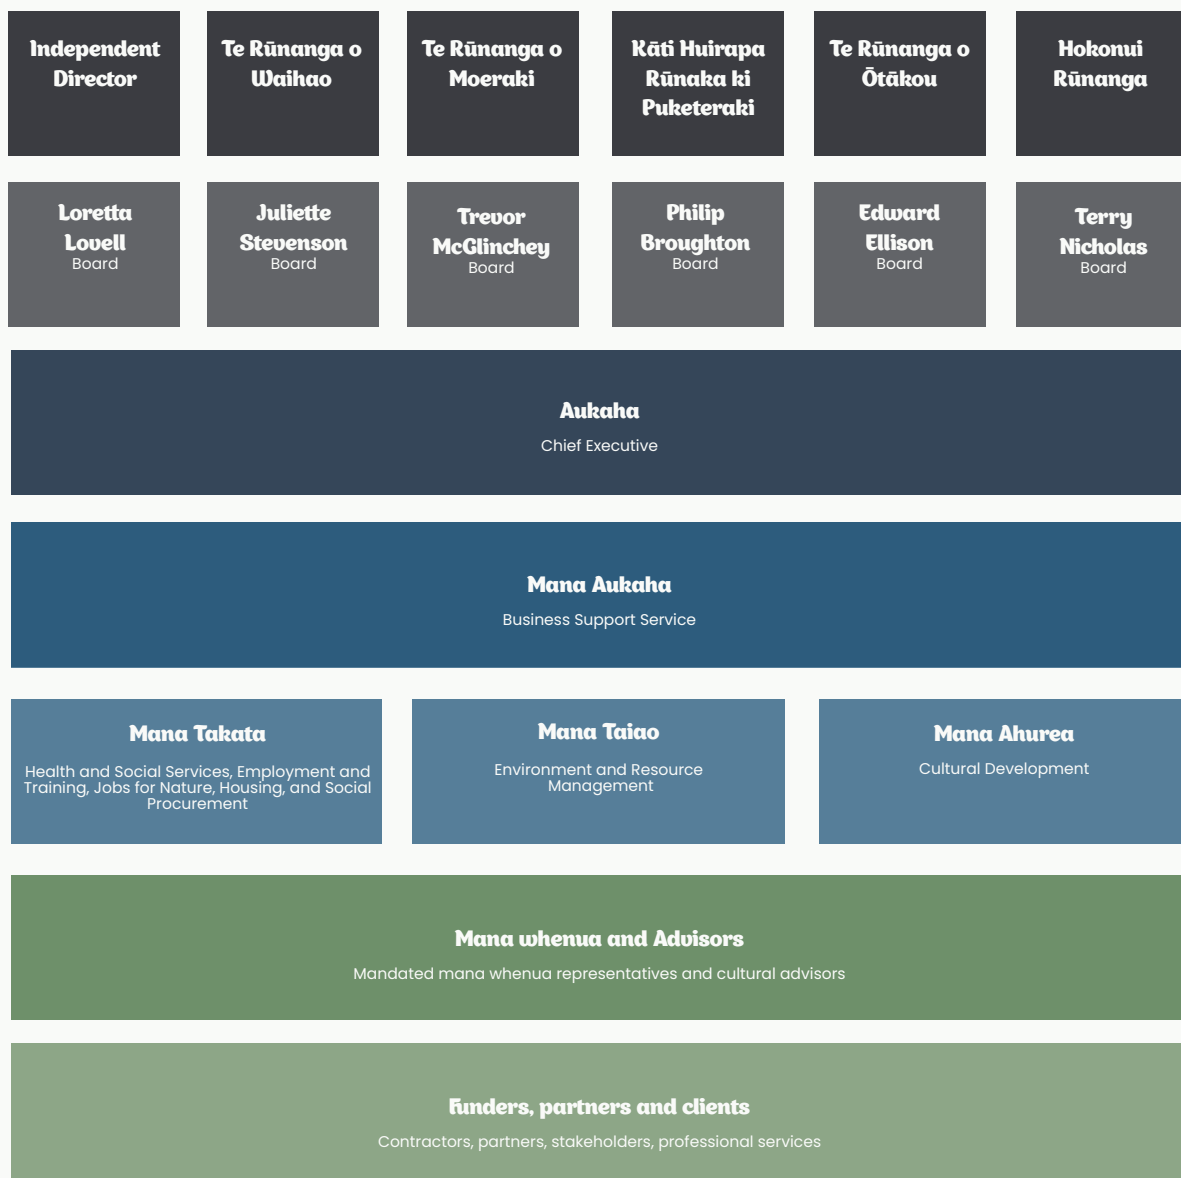 Independent
Director
Te Rūnanga o
Waihao
Te Rūnanga o
Moeraki
Kāti Huirapa
Rūnaka ki
Puketeraki
Te Rūnanga o
Ōtākou
Hokonui
Rūnanga
Loretta
Lovell
Board
Juliette
Stevenson
Board
Trevor
McGlinchey
Board
Philip
Broughton
Board
Edward
Ellison
Board
Terry
Nicholas
Board
Aukaha
Chief Executive
Mana Aukaha
Business Support Service
Mana Takata
Health and Social Services, Employment and
Training, Jobs for Nature, Housing, and Social
Procurement
Mana Taiao
Environment and Resource
Management
Mana Ahurea
Cultural Development
Mana whenua and Advisors
Mandated mana whenua representatives and cultural advisors
Funders, partners and clients
Contractors, partners, stakeholders, professional services